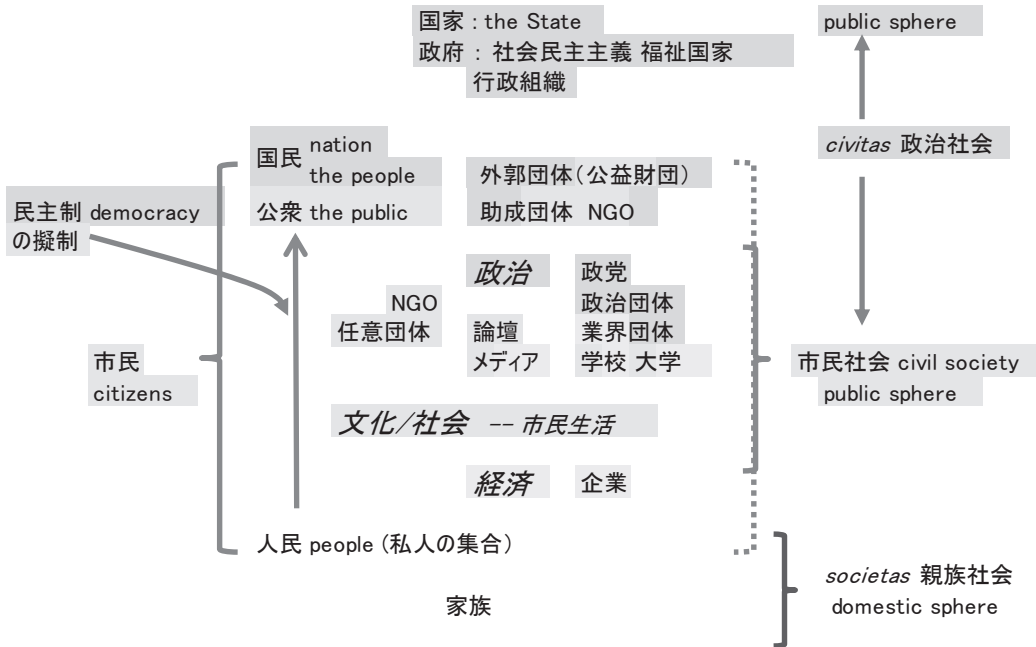 国家 : the State
public sphere
政府 : 社会民主主義 福祉国家
行政組織
civitas 政治社会
国民 nation
the people
外郭団体(公益財団)
民主制 democracy
の擬制
公衆 the public
助成団体 NGO
政治
政党
NGO
政治団体
任意団体
論壇
業界団体
メディア
学校 大学
市民
citizens
市民社会 civil society
public sphere
文化/社会 -- 市民生活
経済
企業
人民 people (私人の集合)
societas 親族社会
domestic sphere
家族